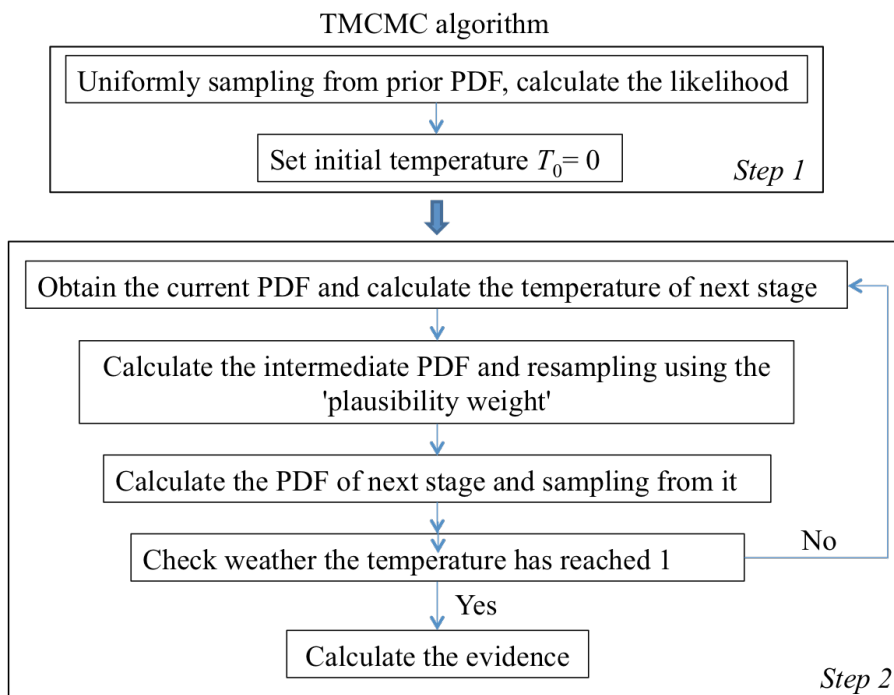 TMCMC algorithm
Uniformly sampling from prior PDF, calculate the likelihood
Set initial temperature T₀= 0
Step 1
Obtain the current PDF and calculate the temperature of next stage
Calculate the intermediate PDF and resampling using the
'plausibility weight'
Calculate the PDF of next stage and sampling from it
Check weather the temperature has reached 1
No
Yes
Calculate the evidence
Step 2